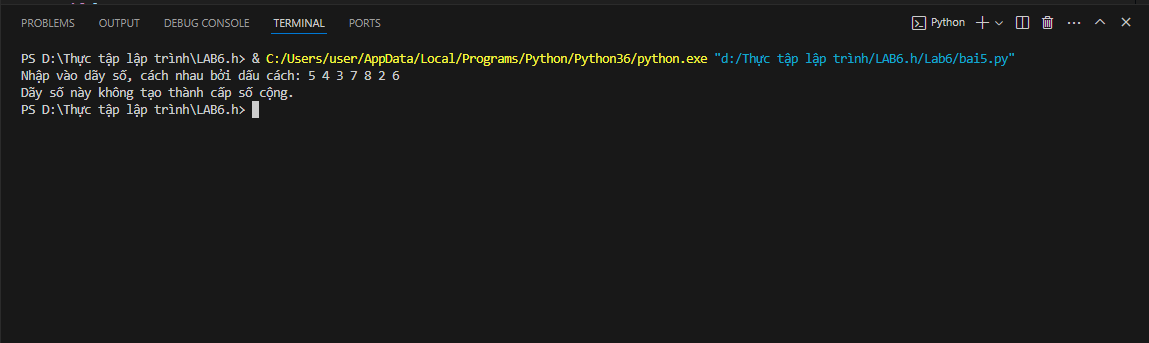 PROBLEMS OUTPUT DEBUG CONSOLE TERMINAL PORTS Python
PS D:\Thực tập lập trình\LAB6.h> & C:/Users/user/AppData/Local/Programs/Python/Python36/python.exe "d:/Thực tập lập trình/LAB6.h/Lab6/bai5.py"
Nhập vào dãy số, cách nhau bởi dấu cách: 5 4 3 7 8 2 6
Dãy số này không tạo thành cấp số cộng.
PS D:\Thực tập lập trình\LAB6.h>